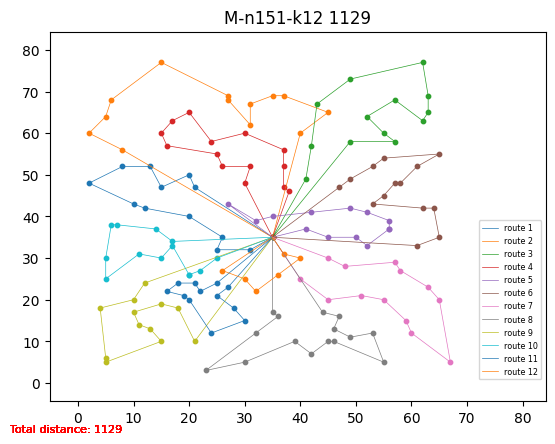 M-n151-k12 1129
80
70
60
50
40
30
20
10
0
0 10 20 30 40 50 60 70 80
route 1
route 2
route 3
route 4
route 5
route 6
route 7
route 8
route 9
route 10
route 11
route 12
Total distance: 1129